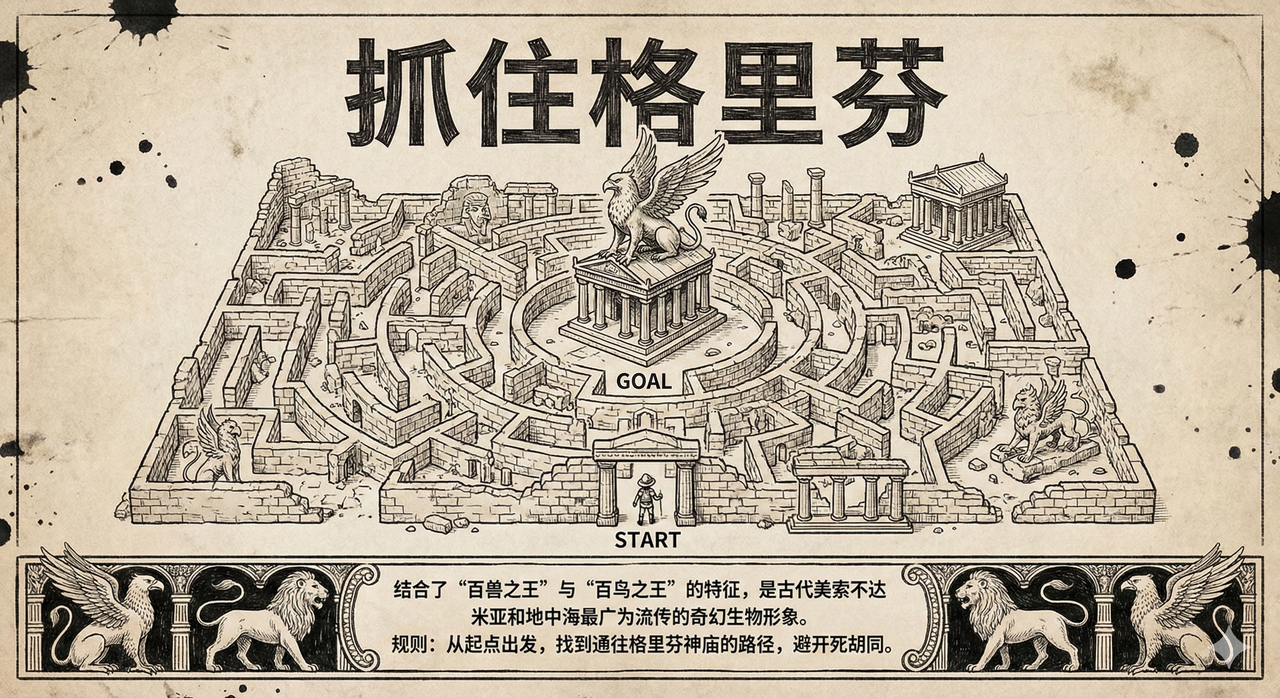 抓住格里芬
GOAL
START
结合了“百兽之王”与“百鸟之王”的特征，是古代美索不达
米亚和地中海最广为流传的奇幻生物形象。
规则：从起点出发，找到通往格里芬神庙的路径，避开死胡同。